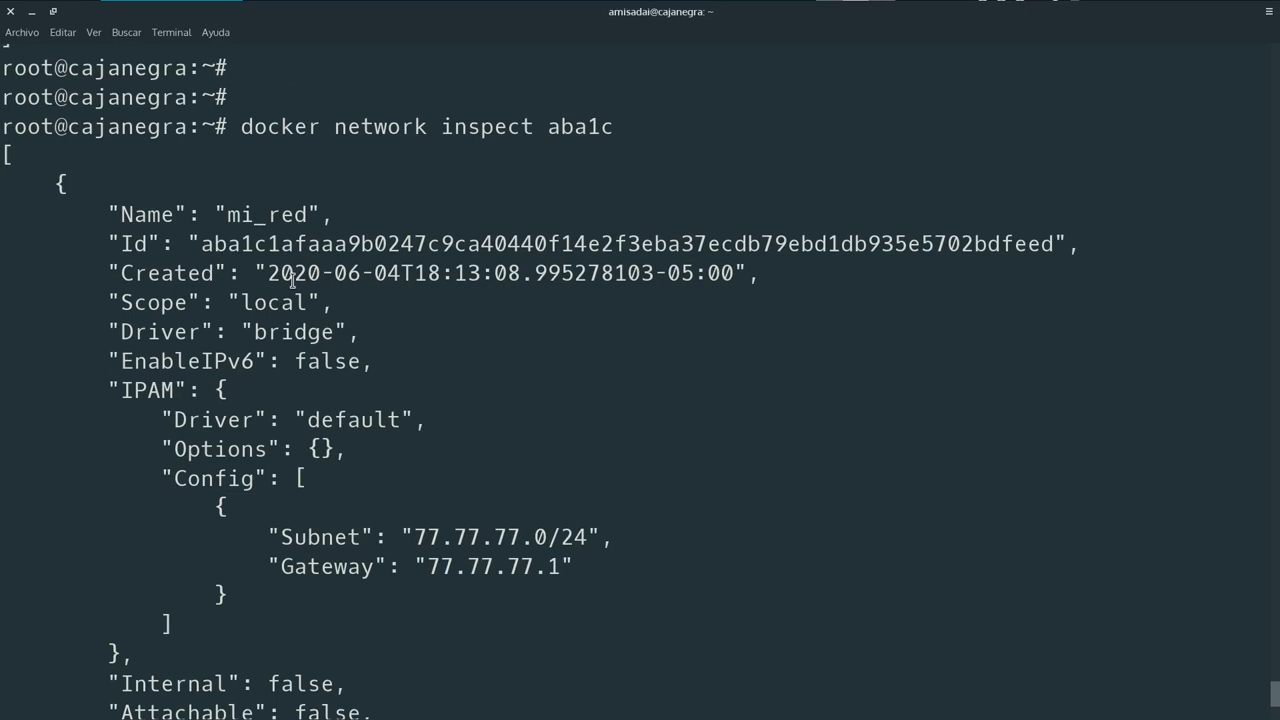 amisadai@cajanegra: ~
Archivo Editar Ver Buscar Terminal Ayuda
root@cajanegra:~#
root@cajanegra:~#
root@cajanegra:~# docker network inspect aba1c
[
    {
        "Name": "mi_red",
        "Id": "aba1c1afaaa9b0247c9ca40440f14e2f3eba37ecdb79ebd1db935e5702bdfeed",
        "Created": "2020-06-04T18:13:08.995278103-05:00",
        "Scope": "local",
        "Driver": "bridge",
        "EnableIPv6": false,
        "IPAM": {
            "Driver": "default",
            "Options": {},
            "Config": [
                {
                    "Subnet": "77.77.77.0/24",
                    "Gateway": "77.77.77.1"
                }
            ]
        },
        "Internal": false,
        "Attachable": false,